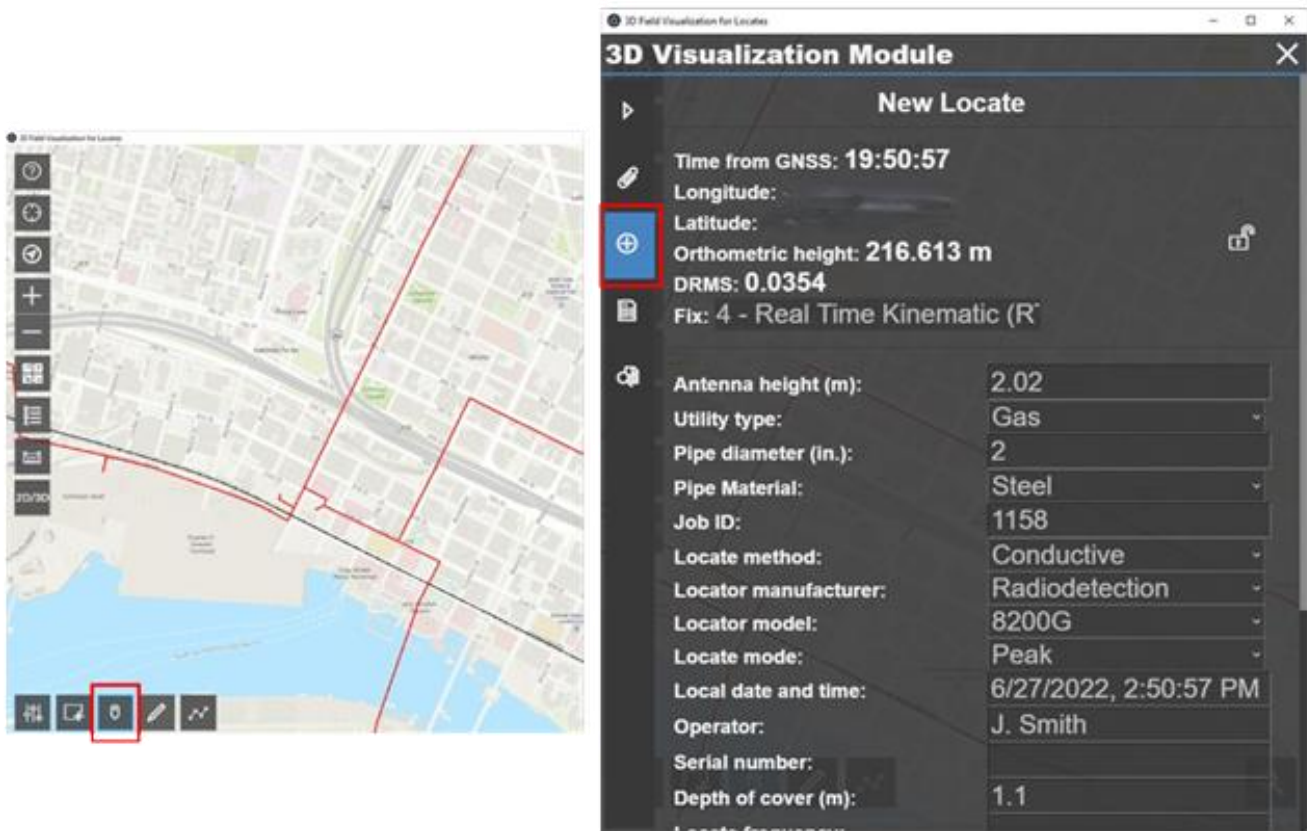 3D Field Visualization for Locates
2D/3D
3D Field Visualization for Locates
3D Visualization Module
New Locate
Time from GNSS: 19:50:57
Longitude:
Latitude:
Orthometric height: 216.613 m
DRMS: 0.0354
Fix: 4 - Real Time Kinematic (R
Antenna height (m): 2.02
Utility type: Gas
Pipe diameter (in.): 2
Pipe Material: Steel
Job ID: 1158
Locate method: Conductive
Locator manufacturer: Radiodetection
Locator model: 8200G
Locate mode: Peak
Local date and time: 6/27/2022, 2:50:57 PM
Operator: J. Smith
Serial number:
Depth of cover (m): 1.1
Locate frequency: